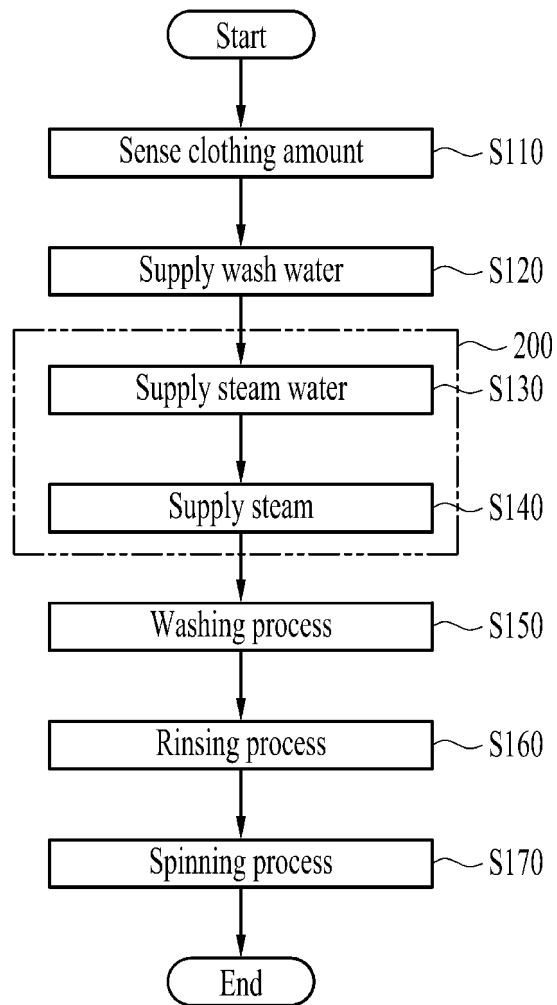 Start
Sense clothing amount S110
Supply wash water S120
200
Supply steam water S130
Supply steam S140
Washing process S150
Rinsing process S160
Spinning process S170
End